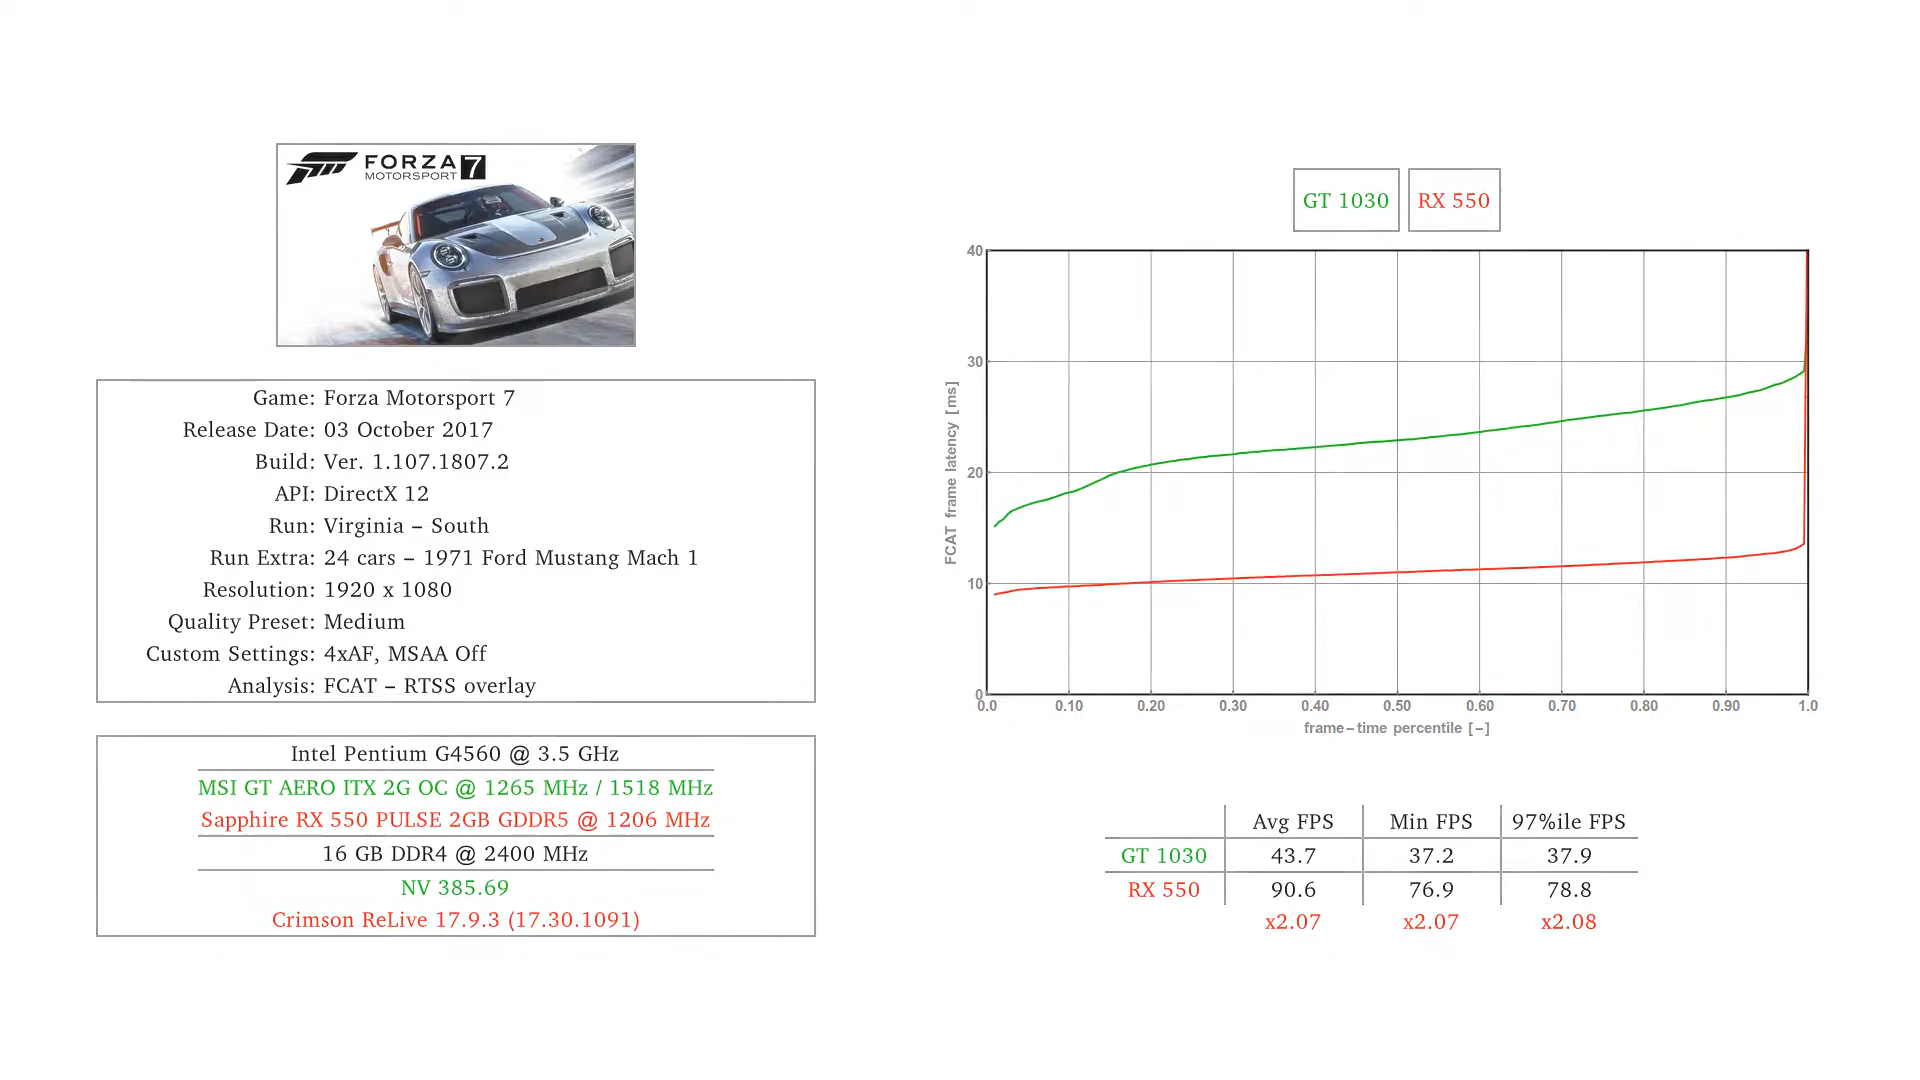 FORZA
MOTORSPORT 7
Game: Forza Motorsport 7
Release Date: 03 October 2017
Build: Ver. 1.107.1807.2
API: DirectX 12
Run: Virginia – South
Run Extra: 24 cars – 1971 Ford Mustang Mach 1
Resolution: 1920 x 1080
Quality Preset: Medium
Custom Settings: 4xAF, MSAA Off
Analysis: FCAT – RTSS overlay
Intel Pentium G4560 @ 3.5 GHz
MSI GT AERO ITX 2G OC @ 1265 MHz / 1518 MHz
Sapphire RX 550 PULSE 2GB GDDR5 @ 1206 MHz
16 GB DDR4 @ 2400 MHz
NV 385.69
Crimson ReLive 17.9.3 (17.30.1091)
GT 1030 RX 550
40
30
20
10
0
FCAT frame latency [ms]
0.0 0.10 0.20 0.30 0.40 0.50 0.60 0.70 0.80 0.90 1.0
frame-time percentile [-]
Avg FPS Min FPS 97%ile FPS
GT 1030 43.7 37.2 37.9
RX 550 90.6 76.9 78.8
x2.07 x2.07 x2.08